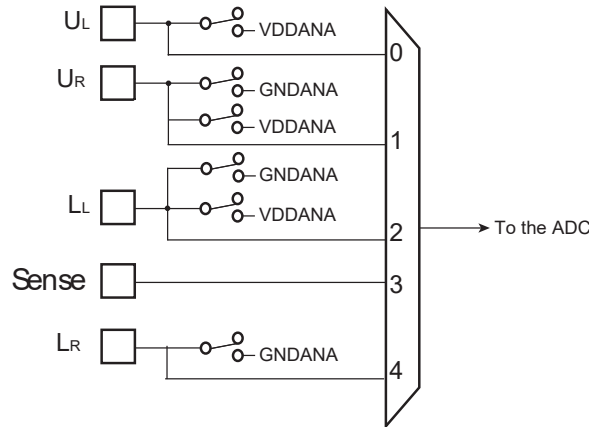 UL
VDDANA
0
UR
GNDANA
VDDANA
1
GNDANA
LL
VDDANA
2
To the ADC
Sense
3
LR
GNDANA
4